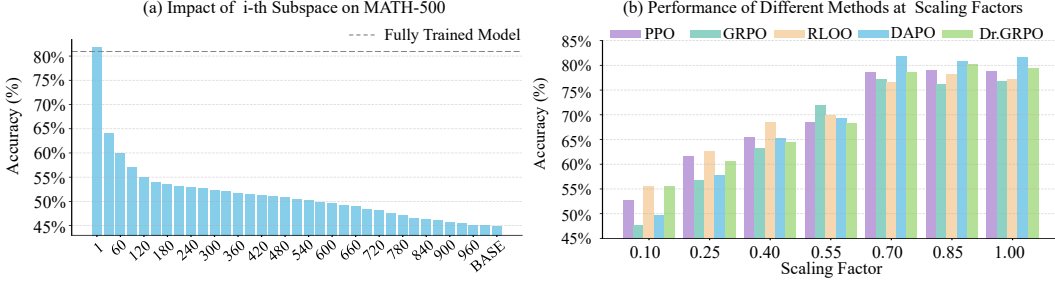 (a) Impact of i-th Subspace on MATH-500
Fully Trained Model
Accuracy (%)
80%
75%
70%
65%
60%
55%
50%
45%
1 60 120 180 240 300 360 420 480 540 600 660 720 780 840 900 960 BASE
(b) Performance of Different Methods at Scaling Factors
PPO GRPO RLOO DAPO Dr.GRPO
Accuracy (%)
85%
80%
75%
70%
65%
60%
55%
50%
45%
0.10 0.25 0.40 0.55 0.70 0.85 1.00
Scaling Factor